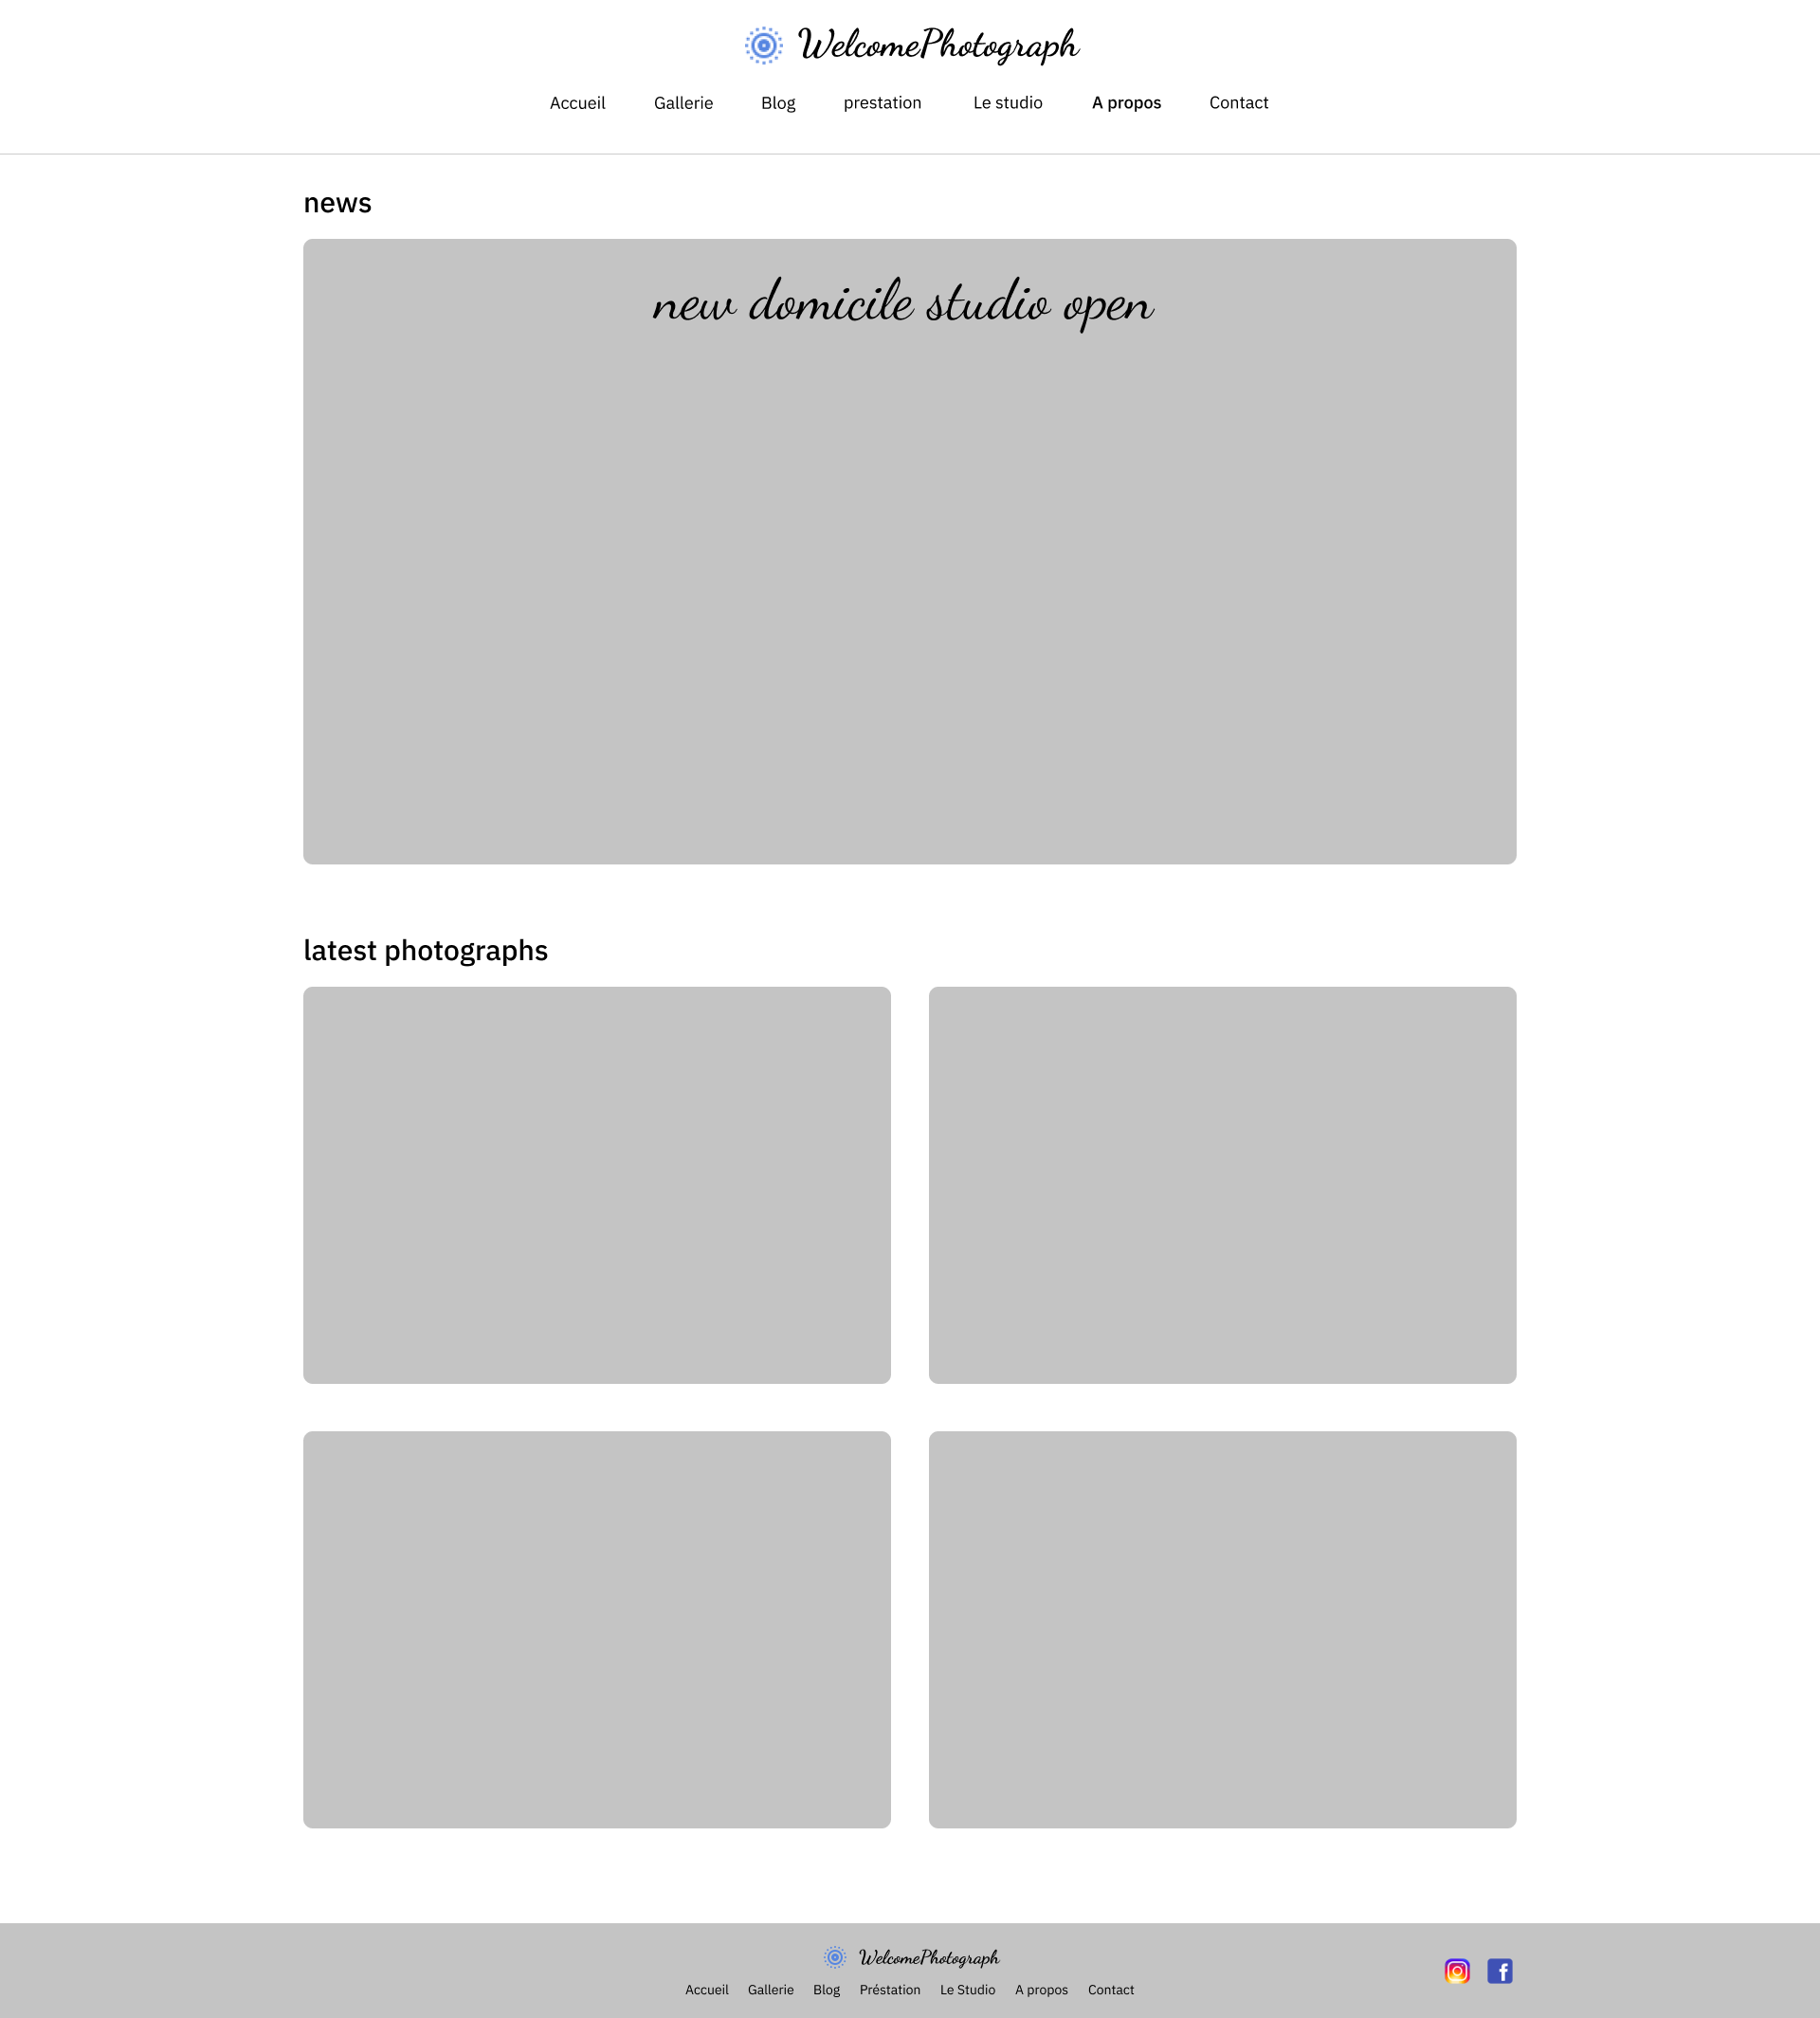 WelcomePhotograph
Accueil Gallerie Blog prestation Le studio A propos Contact
news
new domicile studio open
latest photographs
WelcomePhotograph
Accueil Gallerie Blog Préstation Le Studio A propos Contact